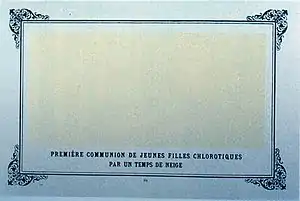 PREMIÈRE COMMUNION DE JEUNES FILLES CHLOROTIQUES
PAR UN TEMPS DE NEIGE